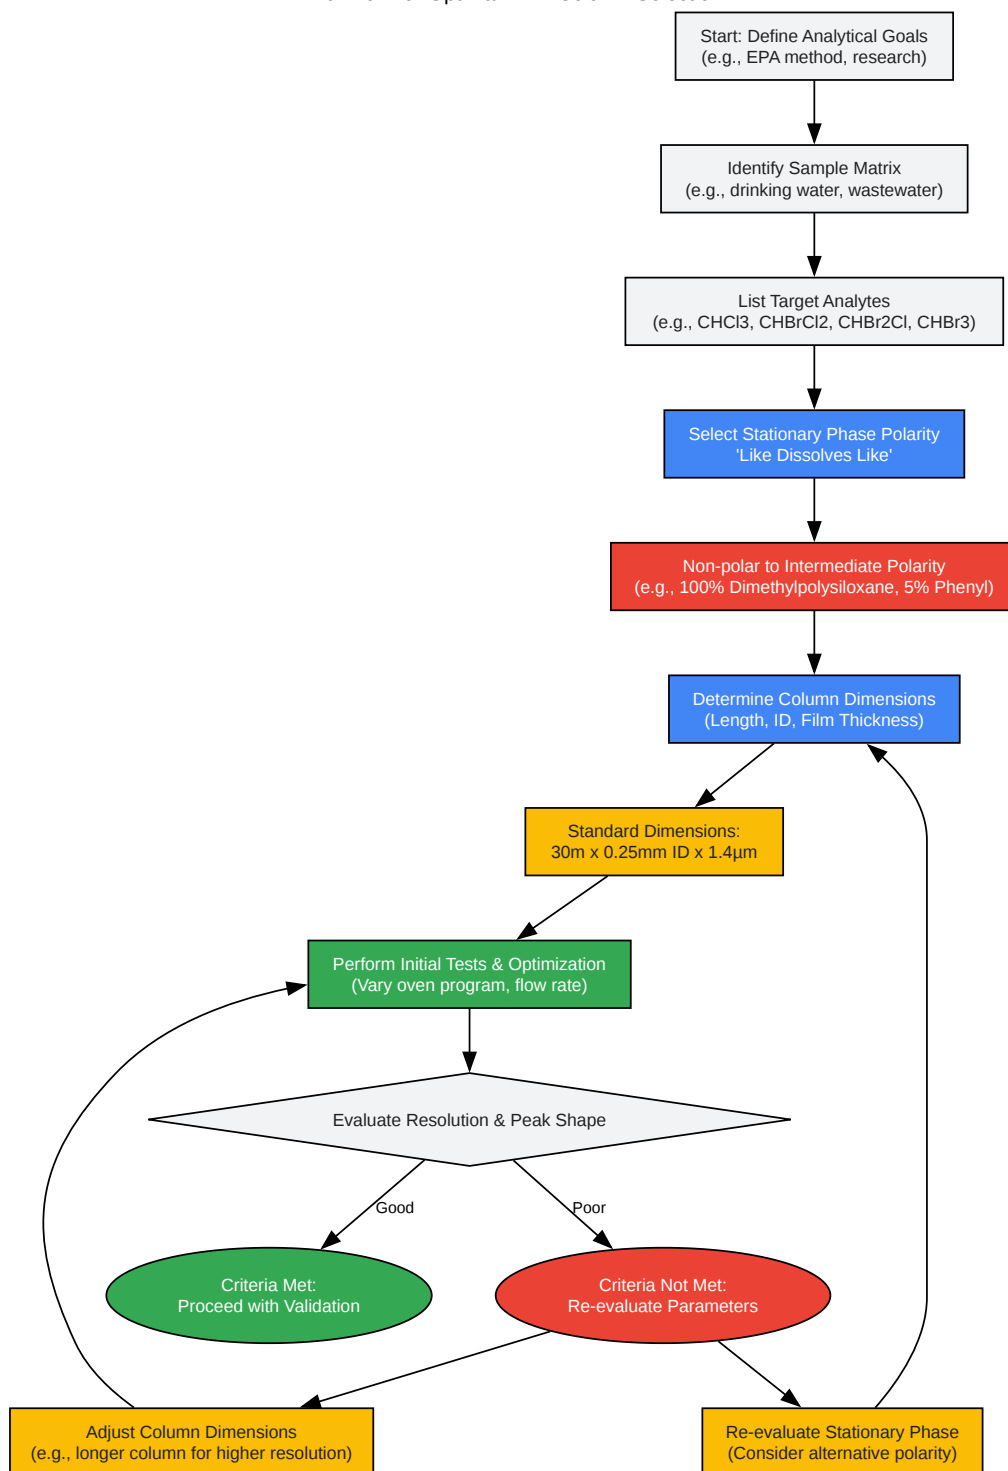 Start: Define Analytical Goals
(e.g., EPA method, research)
Identify Sample Matrix
(e.g., drinking water, wastewater)
List Target Analytes
(e.g., CHCl3, CHBrCl2, CHBr2Cl, CHBr3)
Select Stationary Phase Polarity
'Like Dissolves Like'
Non-polar to Intermediate Polarity
(e.g., 100% Dimethylpolysiloxane, 5% Phenyl)
Determine Column Dimensions
(Length, ID, Film Thickness)
Standard Dimensions:
30m x 0.25mm ID x 1.4µm
Perform Initial Tests & Optimization
(Vary oven program, flow rate)
Evaluate Resolution & Peak Shape
Good
Poor
Criteria Met:
Proceed with Validation
Criteria Not Met:
Re-evaluate Parameters
Adjust Column Dimensions
(e.g., longer column for higher resolution)
Re-evaluate Stationary Phase
(Consider alternative polarity)